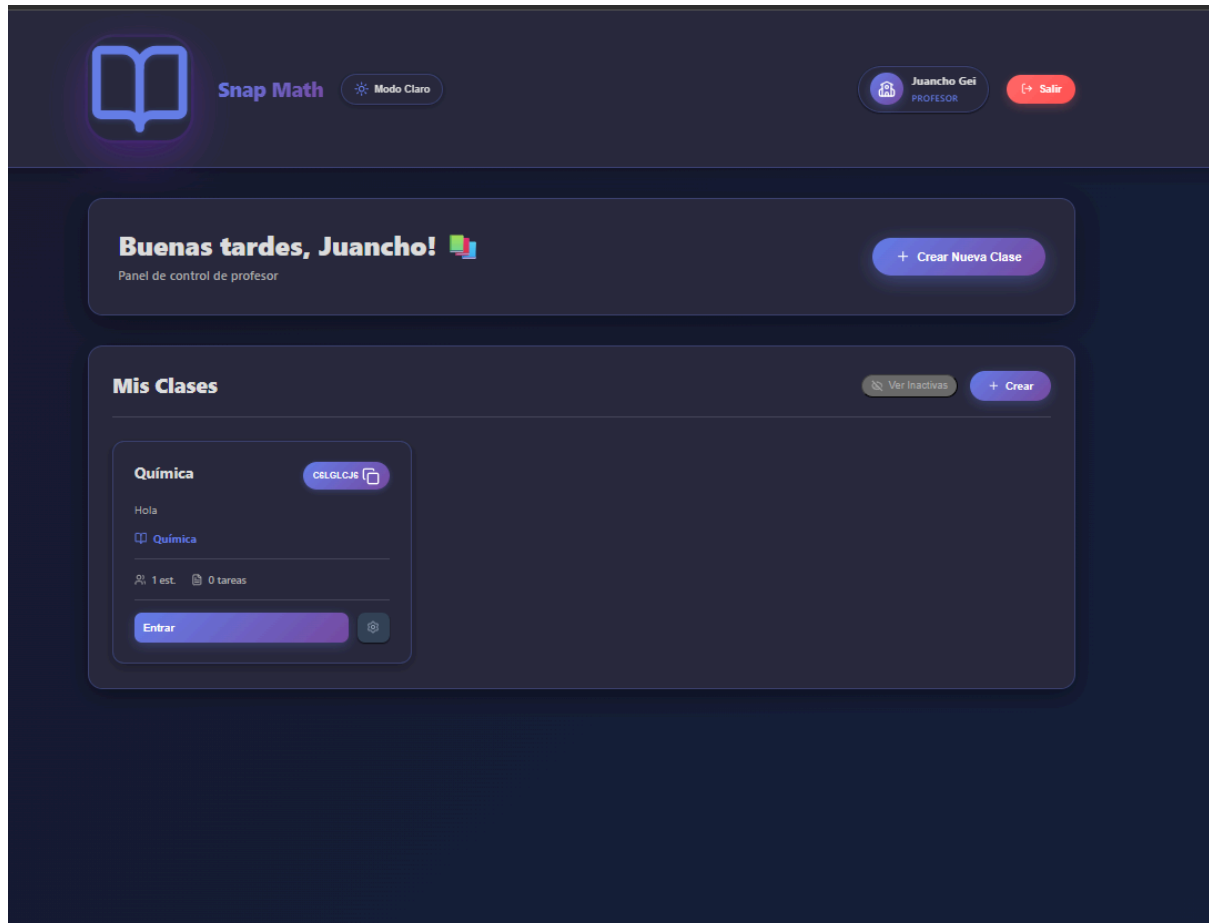 Snap Math
Modo Claro
Juancho Gei
PROFESOR
Salir
Buenas tardes, Juancho!
Panel de control de profesor
+ Crear Nueva Clase
Mis Clases
Ver Inactivas
+ Crear
Química
C6LGLCJ6
Hola
Química
1 est.
0 tareas
Entrar